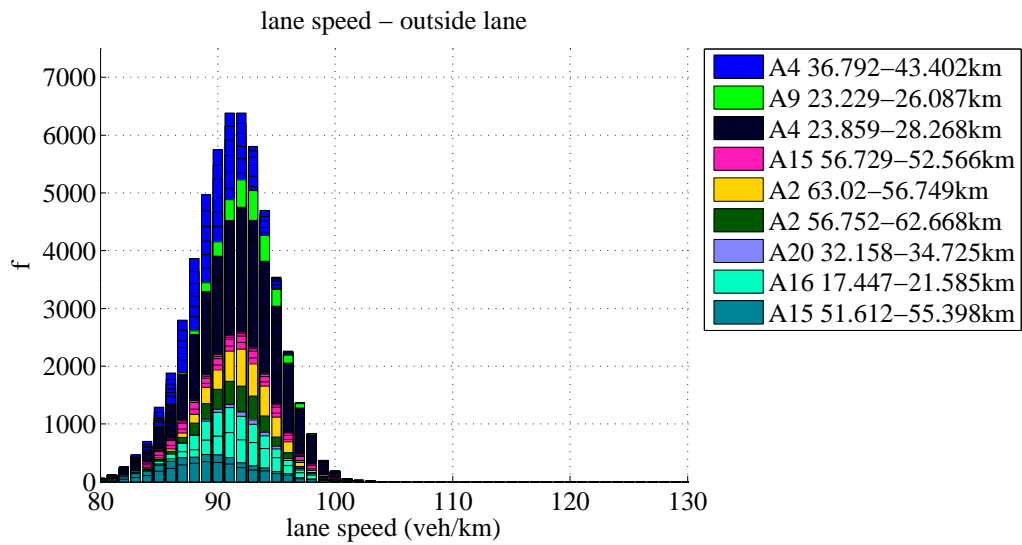 lane speed − outside lane
f
7000
6000
5000
4000
3000
2000
1000
0
80 90 100 110 120 130
lane speed (veh/km)
A4 36.792−43.402km
A9 23.229−26.087km
A4 23.859−28.268km
A15 56.729−52.566km
A2 63.02−56.749km
A2 56.752−62.668km
A20 32.158−34.725km
A16 17.447−21.585km
A15 51.612−55.398km